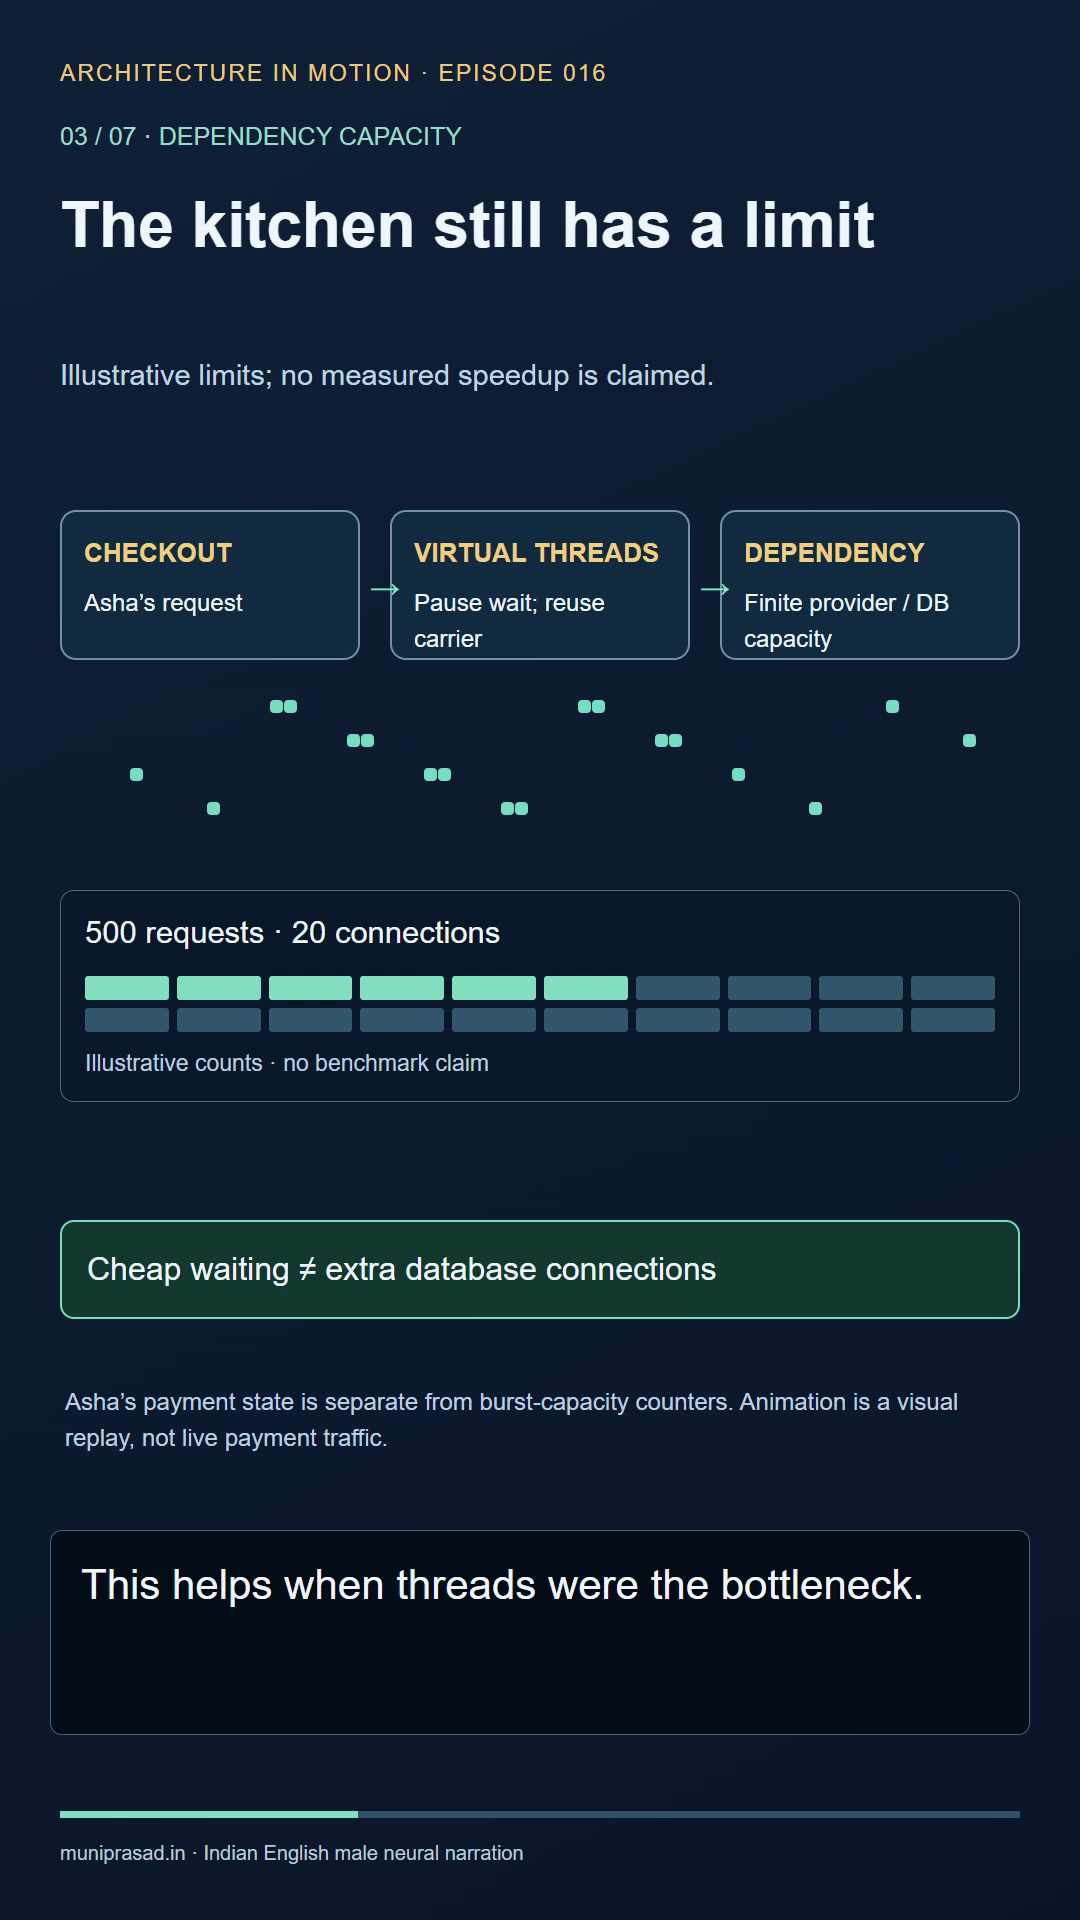 ARCHITECTURE IN MOTION · EPISODE 016
03 / 07 · DEPENDENCY CAPACITY
The kitchen still has a limit
Illustrative limits; no measured speedup is claimed.
CHECKOUT
Asha’s request
→
VIRTUAL THREADS
Pause wait; reuse
carrier
→
DEPENDENCY
Finite provider / DB
capacity
500 requests · 20 connections
Illustrative counts · no benchmark claim
Cheap waiting ≠ extra database connections
Asha’s payment state is separate from burst-capacity counters. Animation is a visual
replay, not live payment traffic.
This helps when threads were the bottleneck.
muniprasad.in · Indian English male neural narration